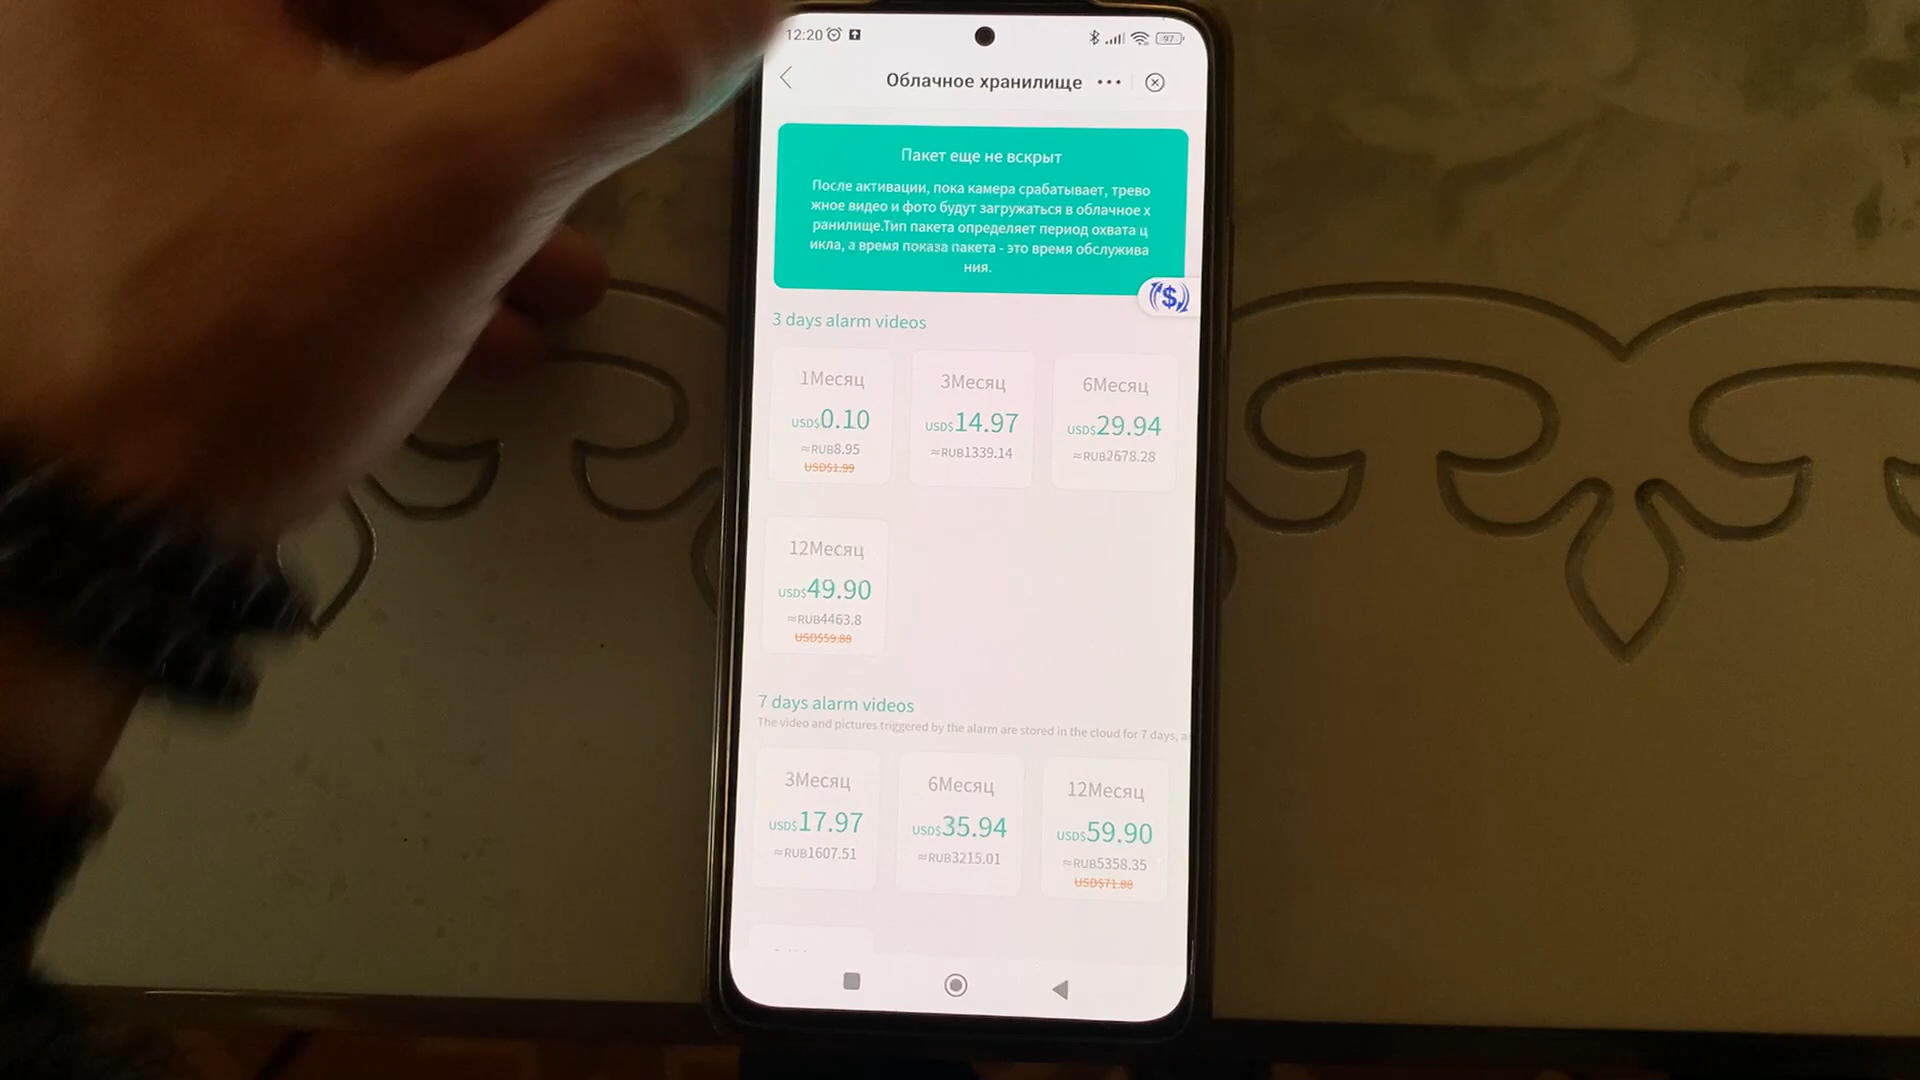 12:20
97
Облачное хранилище
Пакет еще не вскрыт
После активации, пока камера срабатывает, трево
жное видео и фото будут загружаться в облачное х
ранилище.Тип пакета определяет период охвата ц
икла, а время показа пакета - это время обслужива
ния.
$
3 days alarm videos
1Месяц
USD$0.10
≈RUB8.95
USD$1.99
3Месяц
USD$14.97
≈RUB1339.14
6Месяц
USD$29.94
≈RUB2678.28
12Месяц
USD$49.90
≈RUB4463.8
USD$59.88
7 days alarm videos
The video and pictures triggered by the alarm are stored in the cloud for 7 days,
3Месяц
USD$17.97
≈RUB1607.51
6Месяц
USD$35.94
≈RUB3215.01
12Месяц
USD$59.90
≈RUB5358.35
USD$71.88